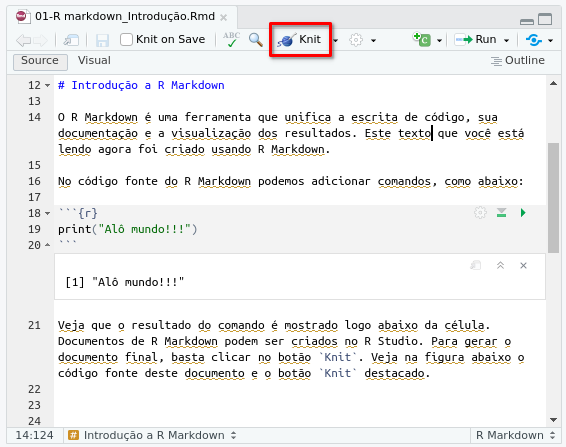 01-R markdown_Introdução.Rmd
Knit on Save ABC Knit Run
Source Visual Outline
12 # Introdução a R Markdown
13
14 O R Markdown é uma ferramenta que unifica a escrita de código, sua
documentação e a visualização dos resultados. Este texto que você está
lendo agora foi criado usando R Markdown.
15
16 No código fonte do R Markdown podemos adicionar comandos, como abaixo:
17
18 ```{r}
19 print("Alô mundo!!!")
20 ```
[1] "Alô mundo!!!"
21 Veja que o resultado do comando é mostrado logo abaixo da célula.
Documentos de R Markdown podem ser criados no R Studio. Para gerar o
documento final, basta clicar no botão `Knit`. Veja na figura abaixo o
código fonte deste documento e o botão `Knit` destacado.
22
23
24
14:124 # Introdução a R Markdown R Markdown